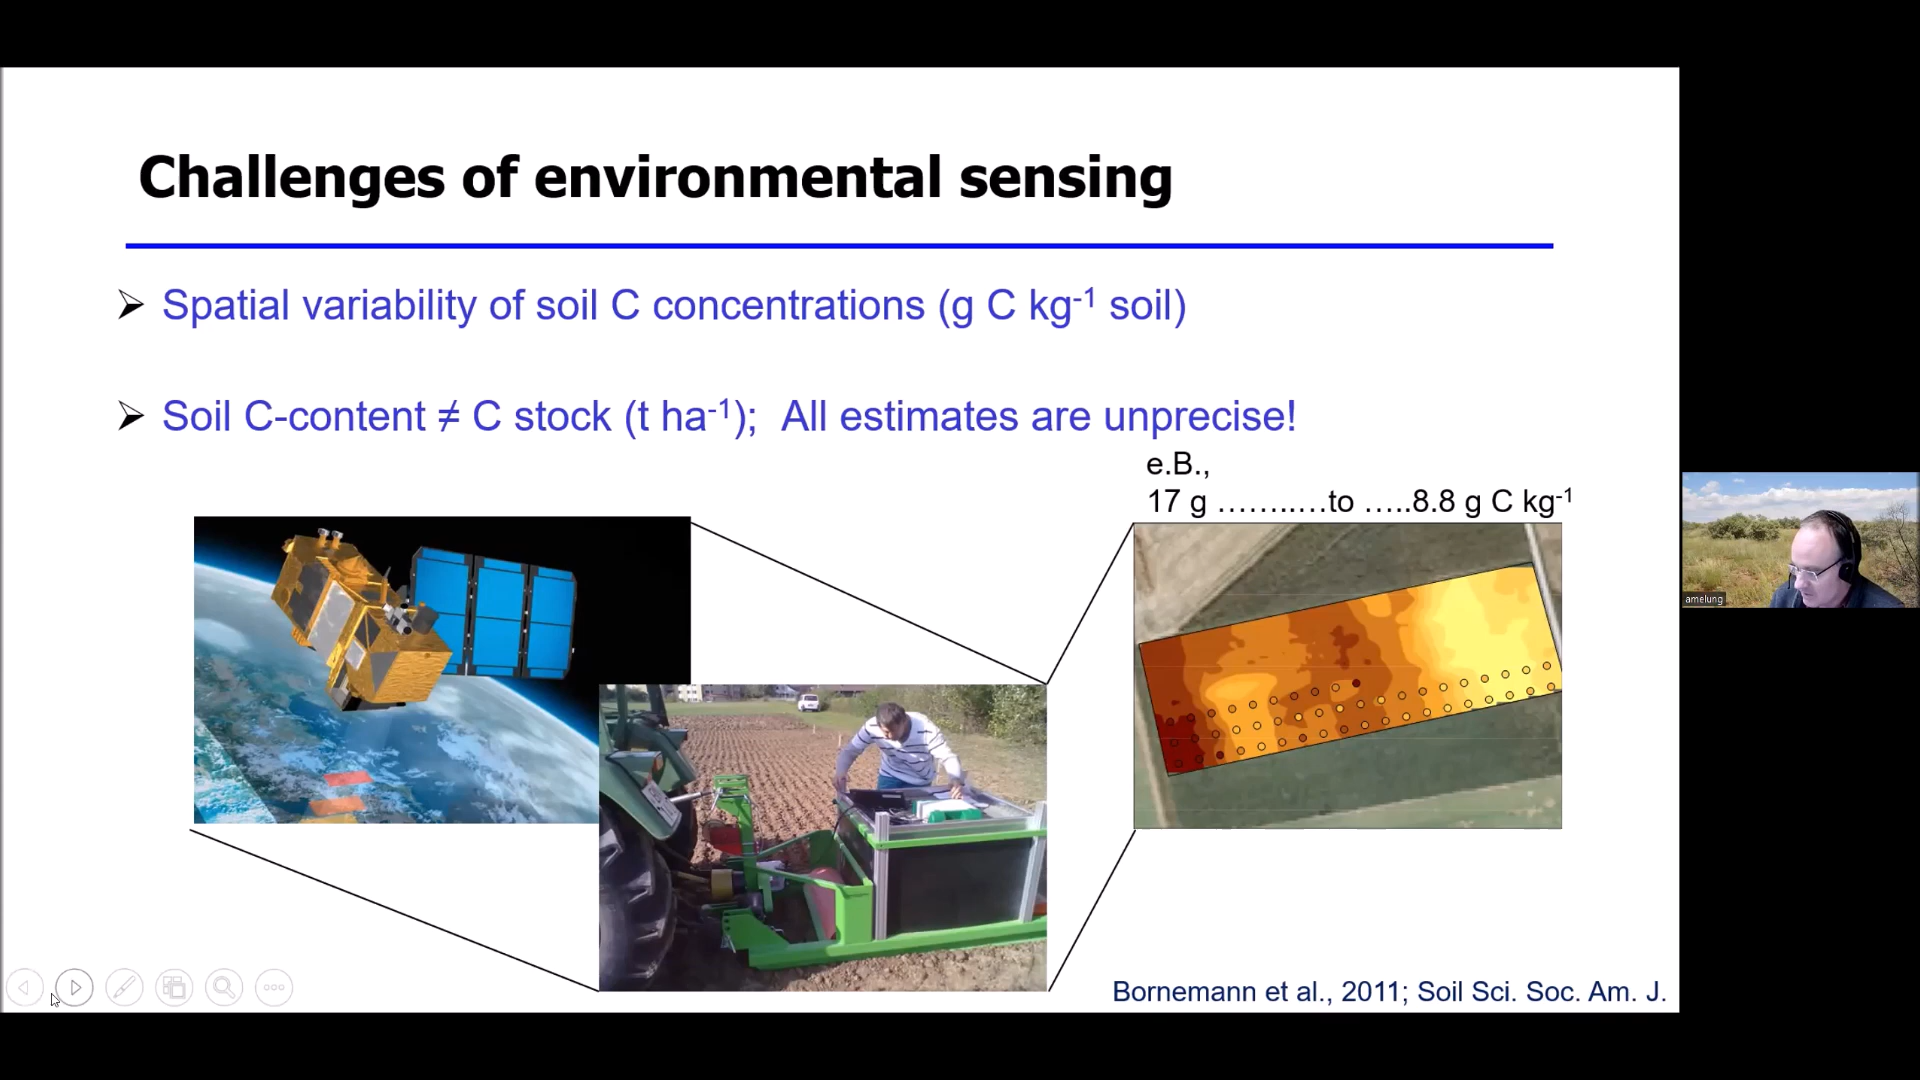 Challenges of environmental sensing
➢ Spatial variability of soil C concentrations (g C kg⁻¹ soil)
➢ Soil C-content ≠ C stock (t ha⁻¹); All estimates are unprecise!
e.B.,
17 g ……..…to …..8.8 g C kg⁻¹
amelung
Bornemann et al., 2011; Soil Sci. Soc. Am. J.